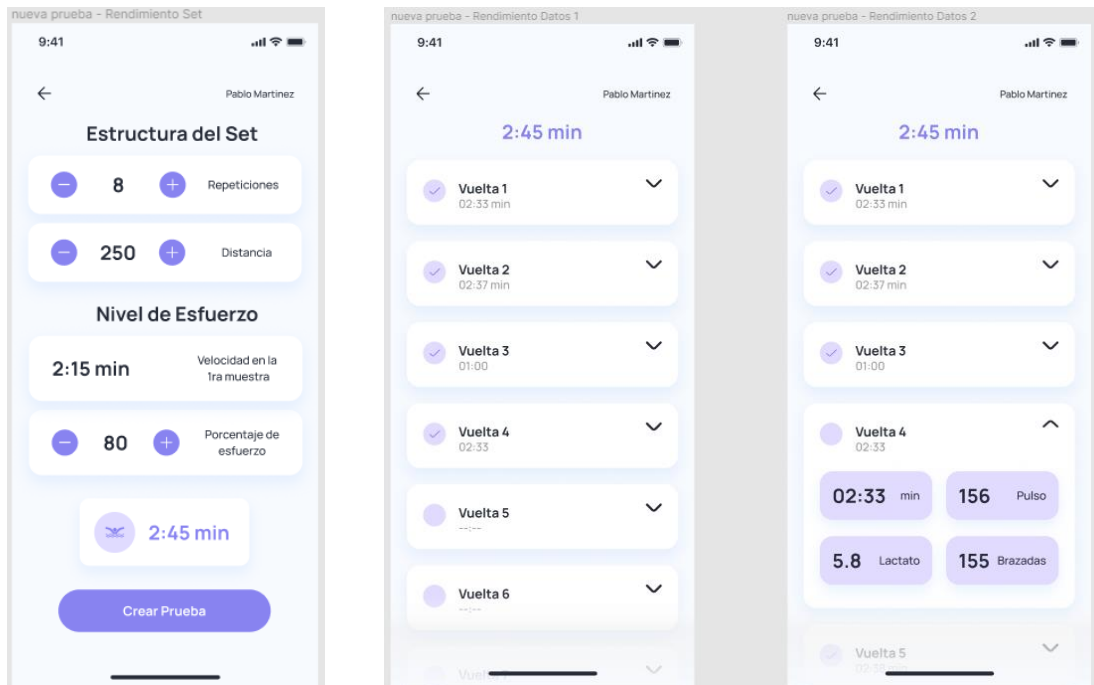 nueva prueba - Rendimiento Set
9:41
Pablo Martinez
Estructura del Set
8
Repeticiones
250
Distancia
Nivel de Esfuerzo
2:15 min
Velocidad en la
1ra muestra
80
Porcentaje de
esfuerzo
2:45 min
Crear Prueba
nueva prueba - Rendimiento Datos 1
9:41
Pablo Martinez
2:45 min
Vuelta 1
02:33 min
Vuelta 2
02:37 min
Vuelta 3
01:00
Vuelta 4
02:33
Vuelta 5
--:--
Vuelta 6
--:--
nueva prueba - Rendimiento Datos 2
9:41
Pablo Martinez
2:45 min
Vuelta 1
02:33 min
Vuelta 2
02:37 min
Vuelta 3
01:00
Vuelta 4
02:33
02:33 min
156 Pulso
5.8 Lactato
155 Brazadas
Vuelta 5